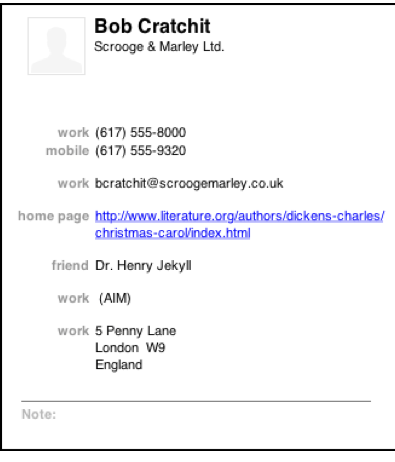 Bob Cratchit
Scrooge & Marley Ltd.
work (617) 555-8000
mobile (617) 555-9320
work bcratchit@scroogemarley.co.uk
home page http://www.literature.org/authors/dickens-charles/
christmas-carol/index.html
friend Dr. Henry Jekyll
work (AIM)
work 5 Penny Lane
London W9
England
Note: